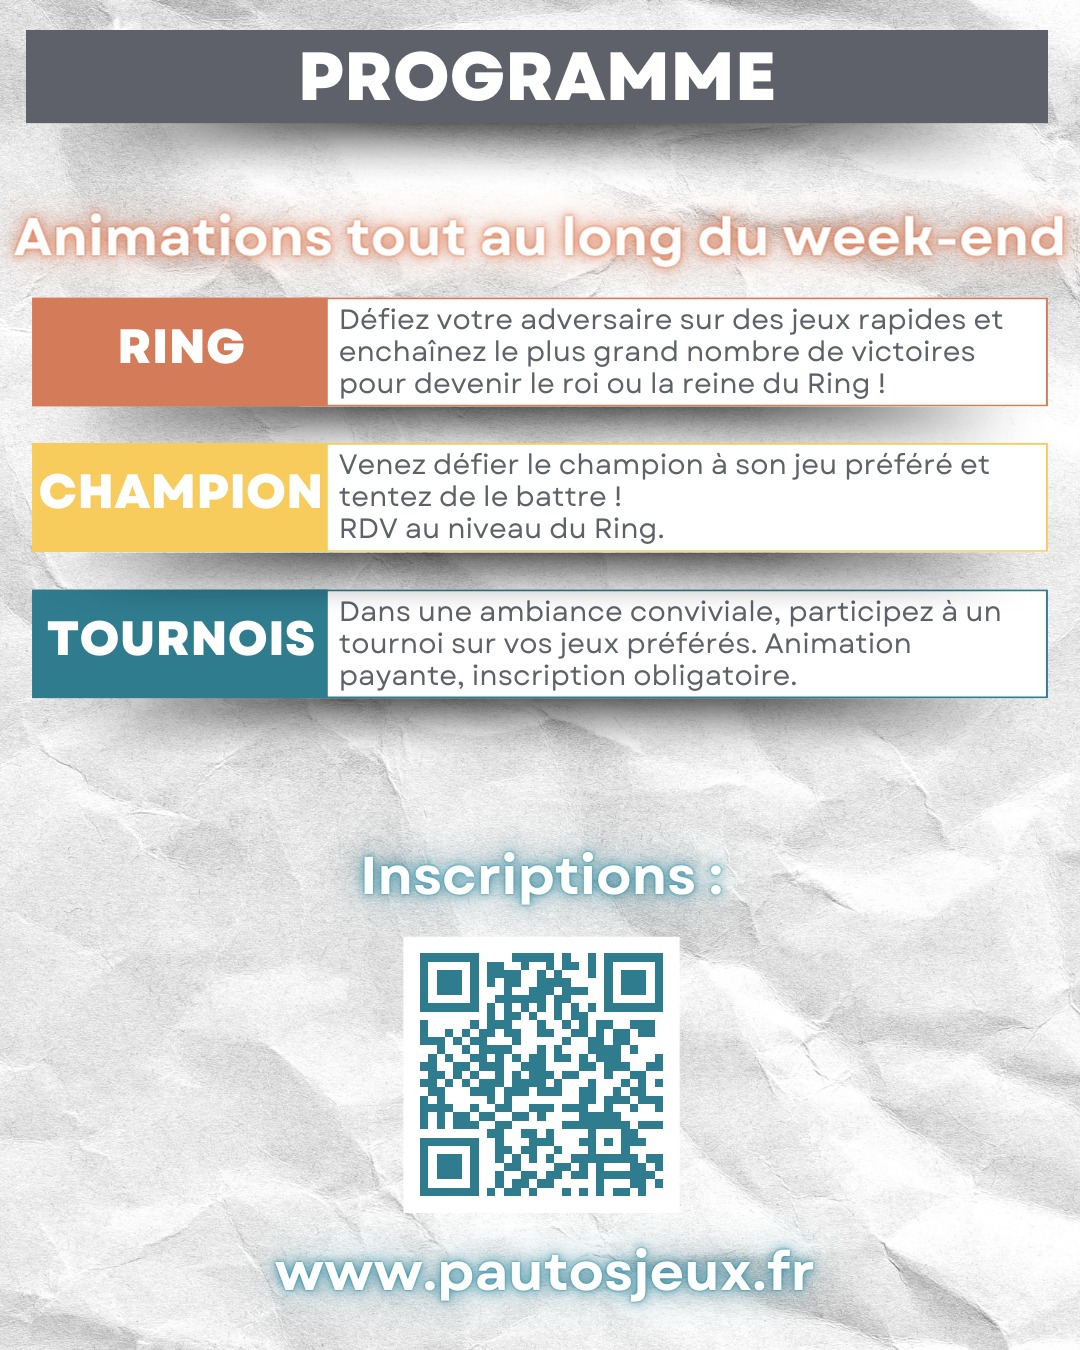 PROGRAMME
Animations tout au long du week-end
RING
Défiez votre adversaire sur des jeux rapides et
enchaînez le plus grand nombre de victoires
pour devenir le roi ou la reine du Ring !
CHAMPION
Venez défier le champion à son jeu préféré et
tentez de le battre !
RDV au niveau du Ring.
TOURNOIS
Dans une ambiance conviviale, participez à un
tournoi sur vos jeux préférés. Animation
payante, inscription obligatoire.
Inscriptions :
www.pautosjeux.fr